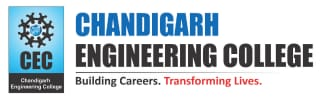 CEC
Chandigarh
Engineering College
CHANDIGARH
ENGINEERING COLLEGE
Building Careers. Transforming Lives.